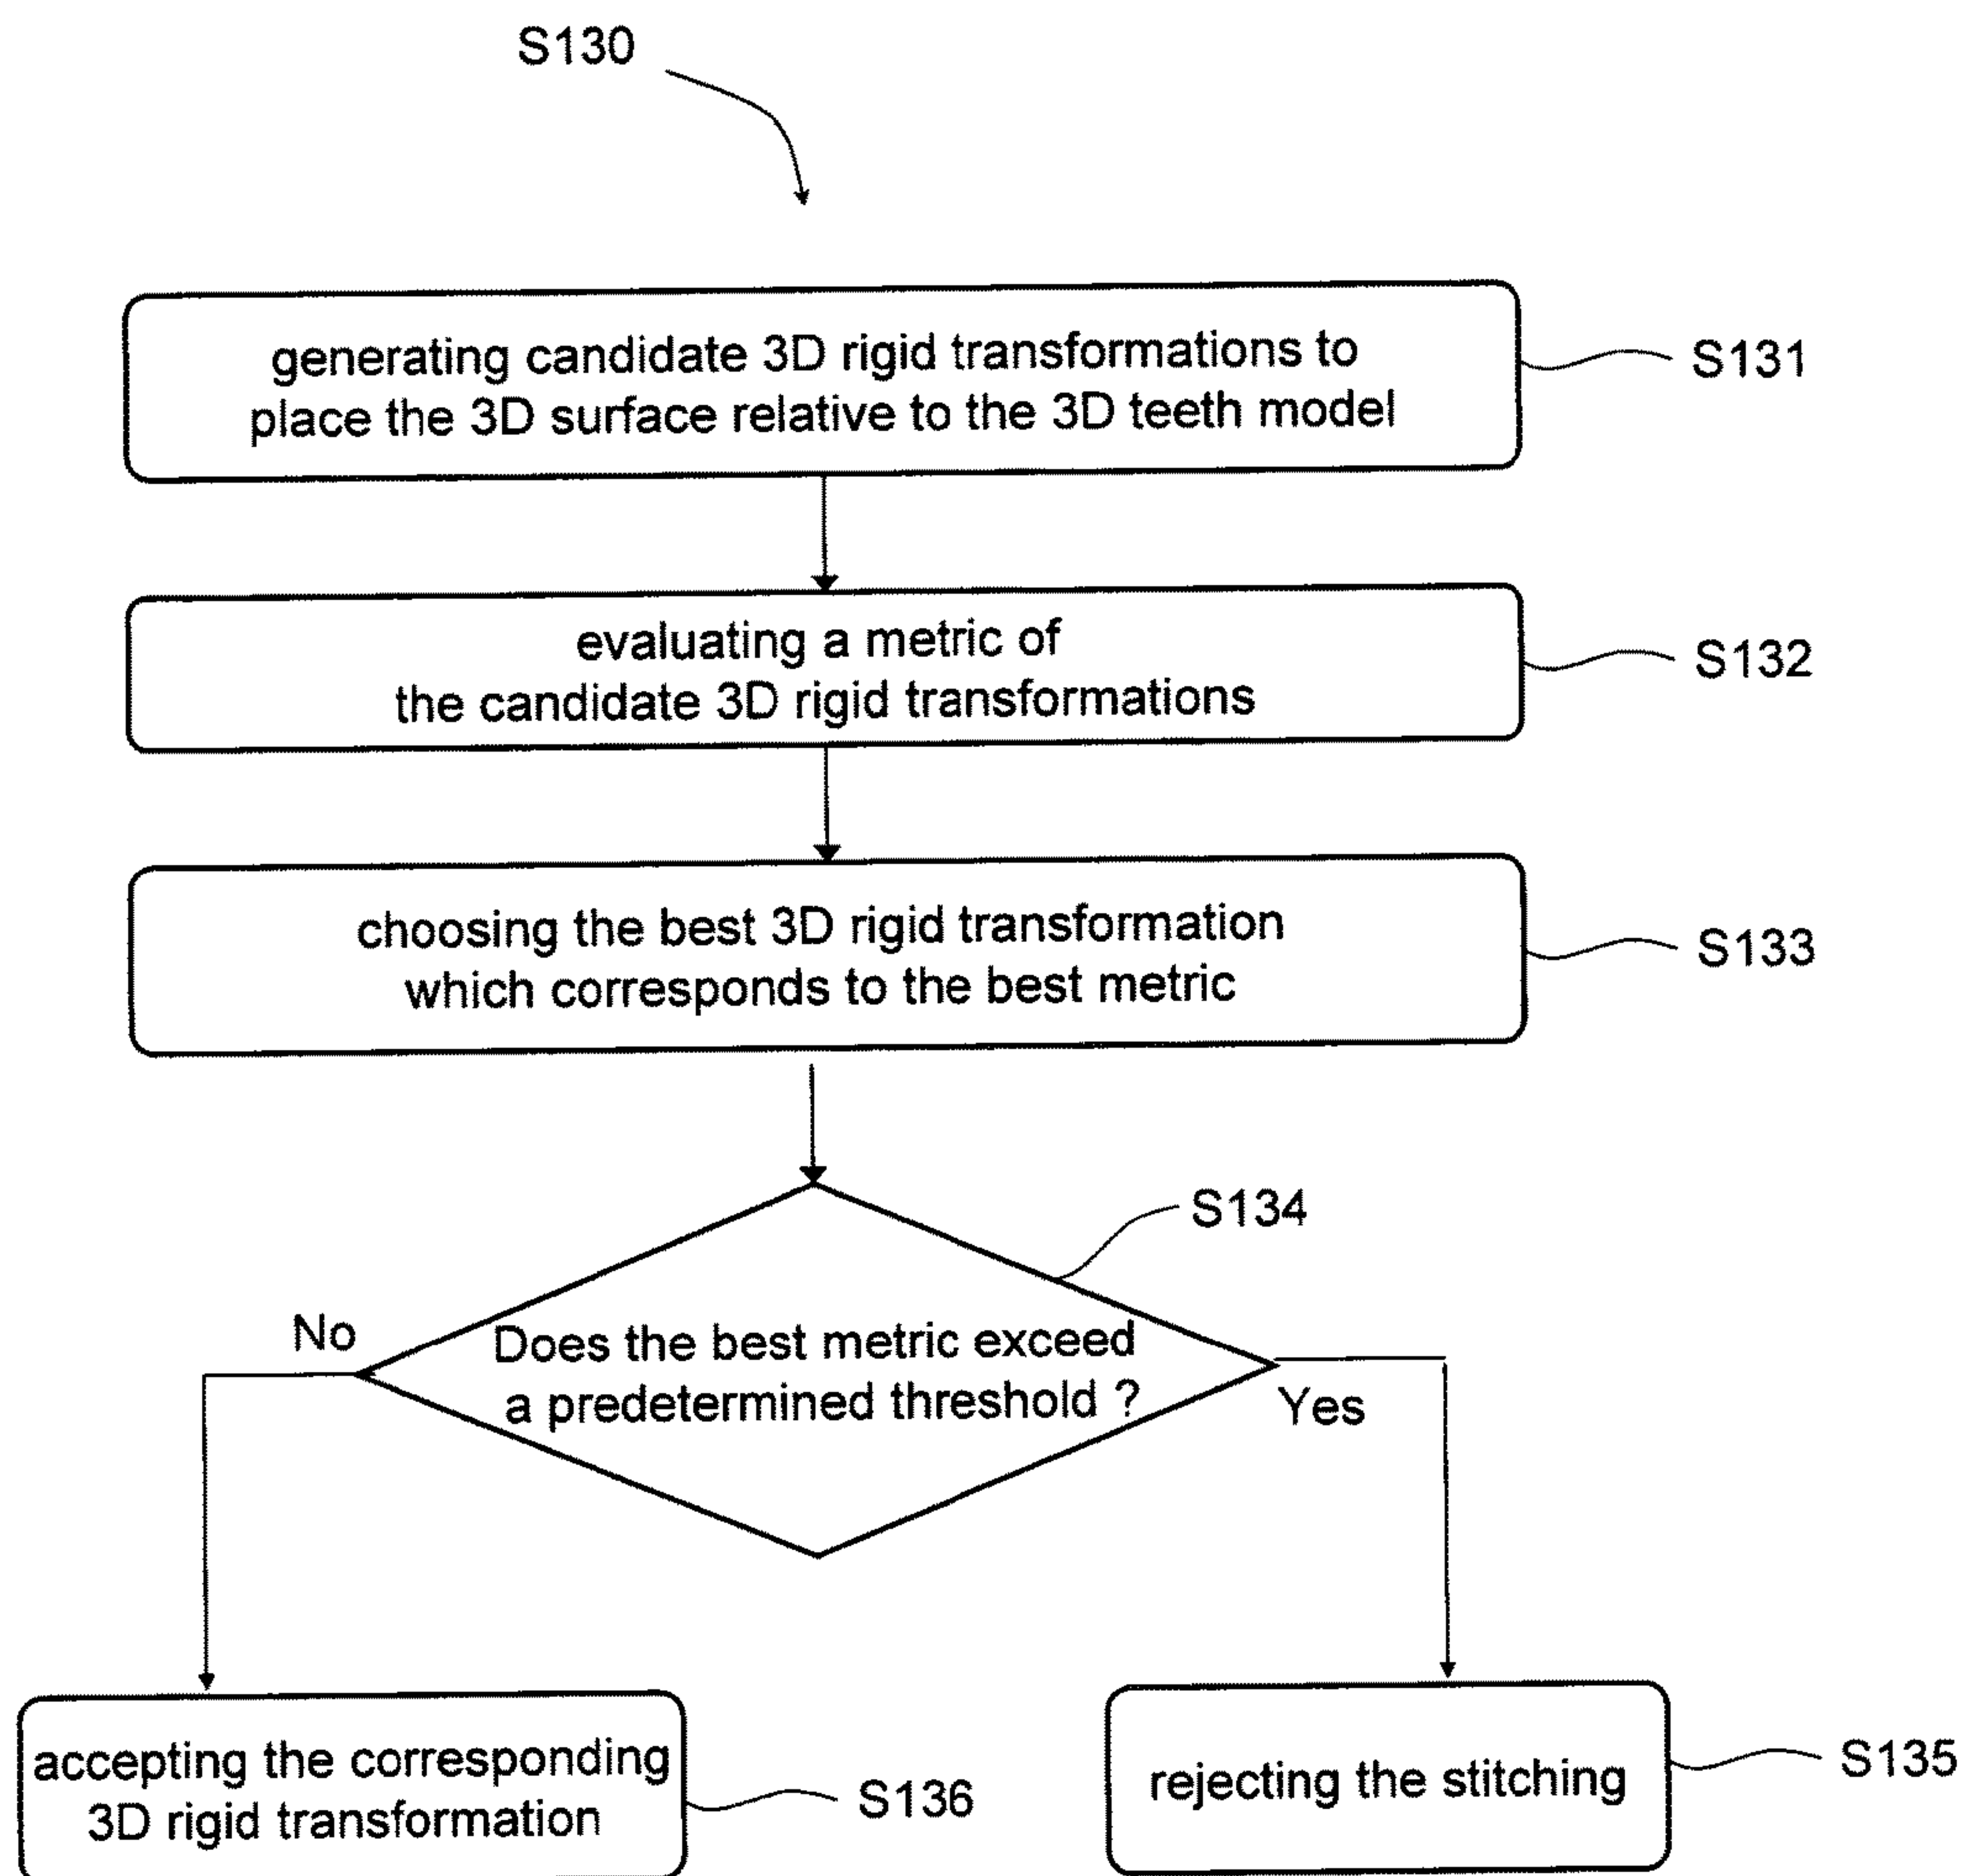 S130
generating candidate 3D rigid transformations to
place the 3D surface relative to the 3D teeth model
S131
evaluating a metric of
the candidate 3D rigid transformations
S132
choosing the best 3D rigid transformation
which corresponds to the best metric
S133
S134
Does the best metric exceed
a predetermined threshold ?
No
Yes
accepting the corresponding
3D rigid transformation
S136
rejecting the stitching
S135